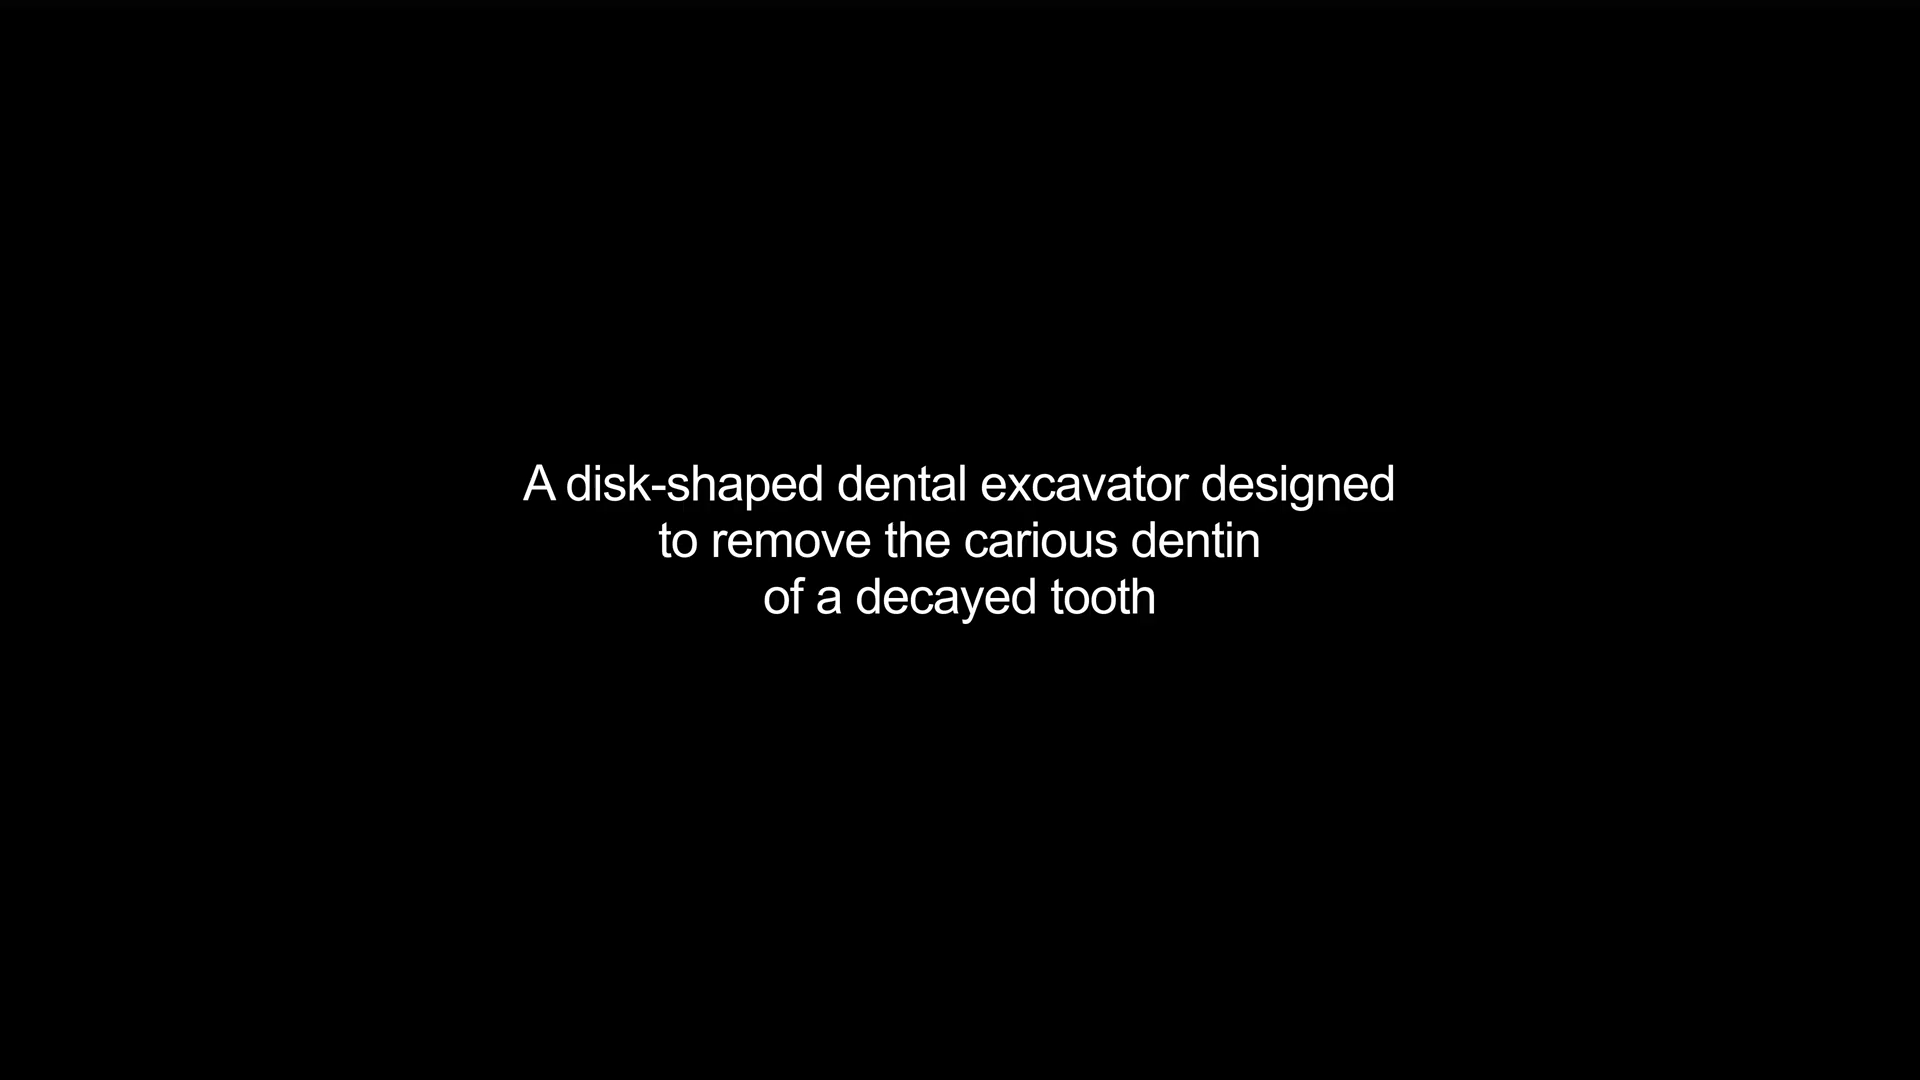 A disk-shaped dental excavator designed
to remove the carious dentin
of a decayed tooth